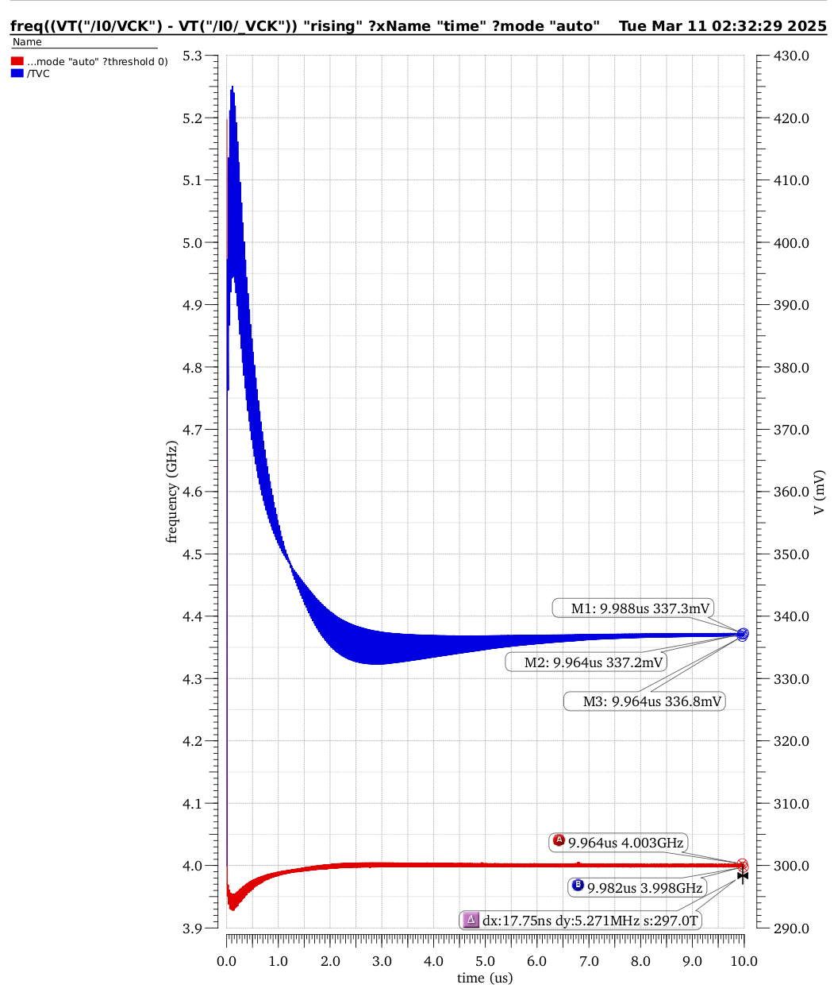 freq((VT("/I0/VCK") - VT("/I0/_VCK")) "rising" ?xName "time" ?mode "auto" Tue Mar 11 02:32:29 2025
Name
...mode "auto" ?threshold 0)
/TVC
5.3 430.0
5.2 420.0
5.1 410.0
5.0 400.0
4.9 390.0
4.8 380.0
4.7 370.0
frequency (GHz)
V (mV)
4.6 360.0
4.5 350.0
M1: 9.988us 337.3mV
4.4 340.0
M2: 9.964us 337.2mV
4.3 330.0
M3: 9.964us 336.8mV
4.2 320.0
4.1 310.0
A 9.964us 4.003GHz
4.0 300.0
B 9.982us 3.998GHz
Δ dx:17.75ns dy:5.271MHz s:297.0T
3.9 290.0
0.0 1.0 2.0 3.0 4.0 5.0 6.0 7.0 8.0 9.0 10.0
time (us)